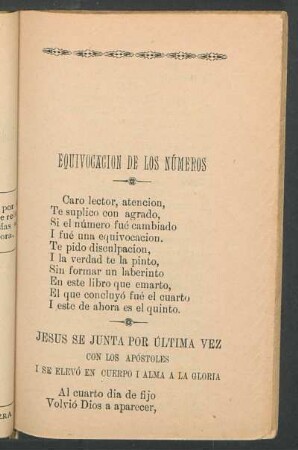 EQUIVOCACION DE LOS NÚMEROS
Caro lector, atencion,
Te suplico con agrado,
Si el número fué cambiado
I fué una equivocacion.
Te pido disculpacion,
I la verdad te la pinto,
Sin formar un laberinto
En este libro que ensarto,
El que concluyó fué el cuarto
I este de ahora es el quinto.
JESUS SE JUNTA POR ÚLTIMA VEZ
CON LOS APÓSTOLES
I SE ELEVÓ EN CUERPO I ALMA A LA GLORIA
Al cuarto dia de fijo
Volvió Dios a aparecer,
por